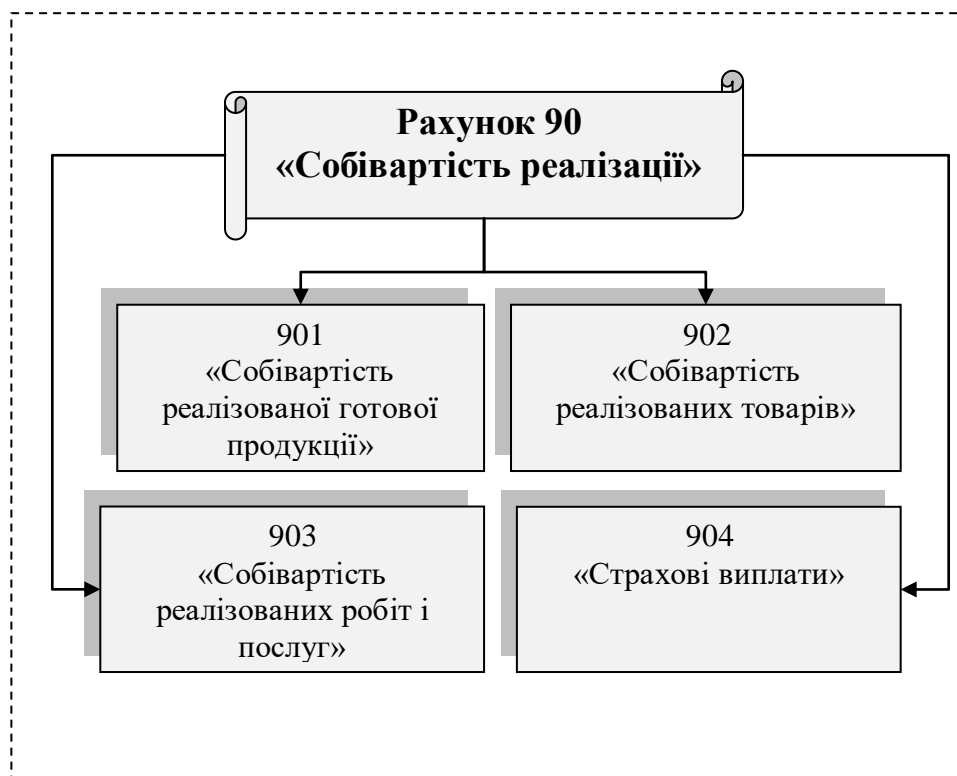 Рахунок 90
«Собівартість реалізації»
901
«Собівартість
реалізованої готової
продукції»
902
«Собівартість
реалізованих товарів»
903
«Собівартість
реалізованих робіт і
послуг»
904
«Страхові виплати»